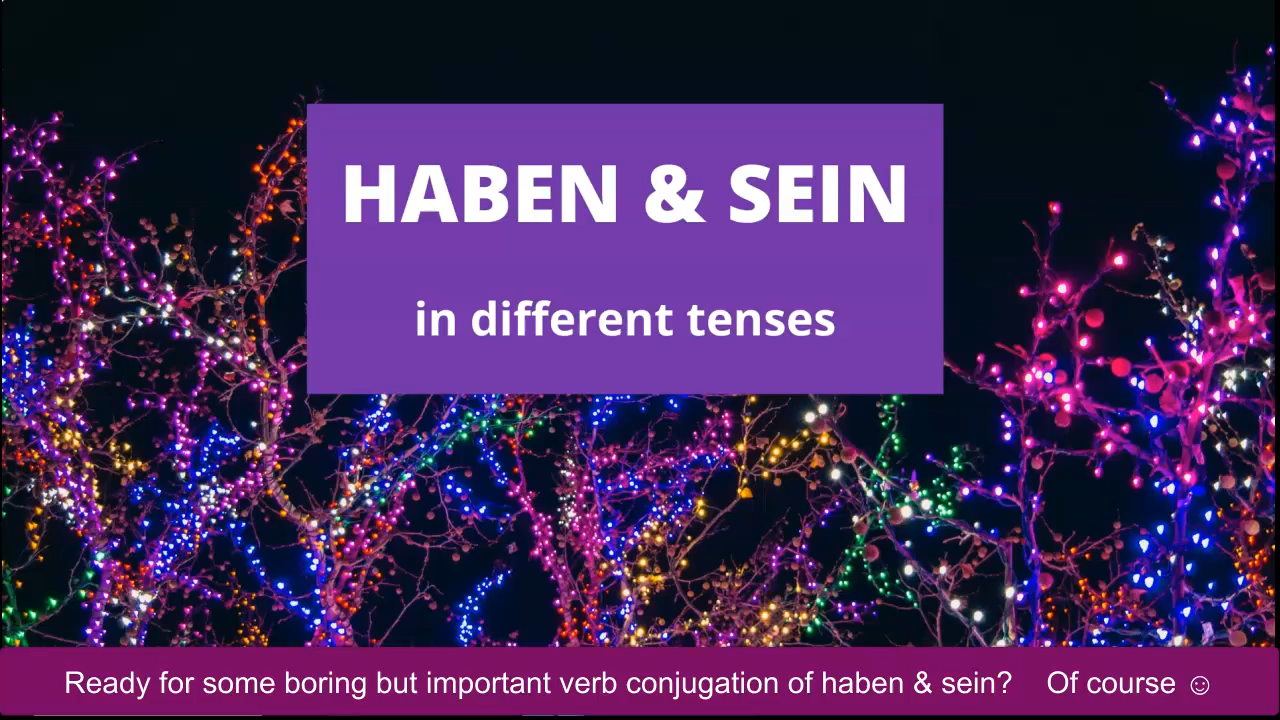 HABEN & SEIN
in different tenses
Ready for some boring but important verb conjugation of haben & sein? Of course ☺